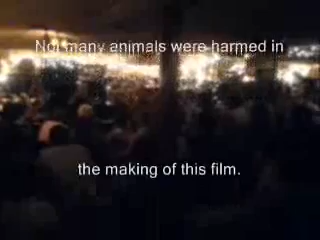 Not many animals were harmed in
the making of this film.